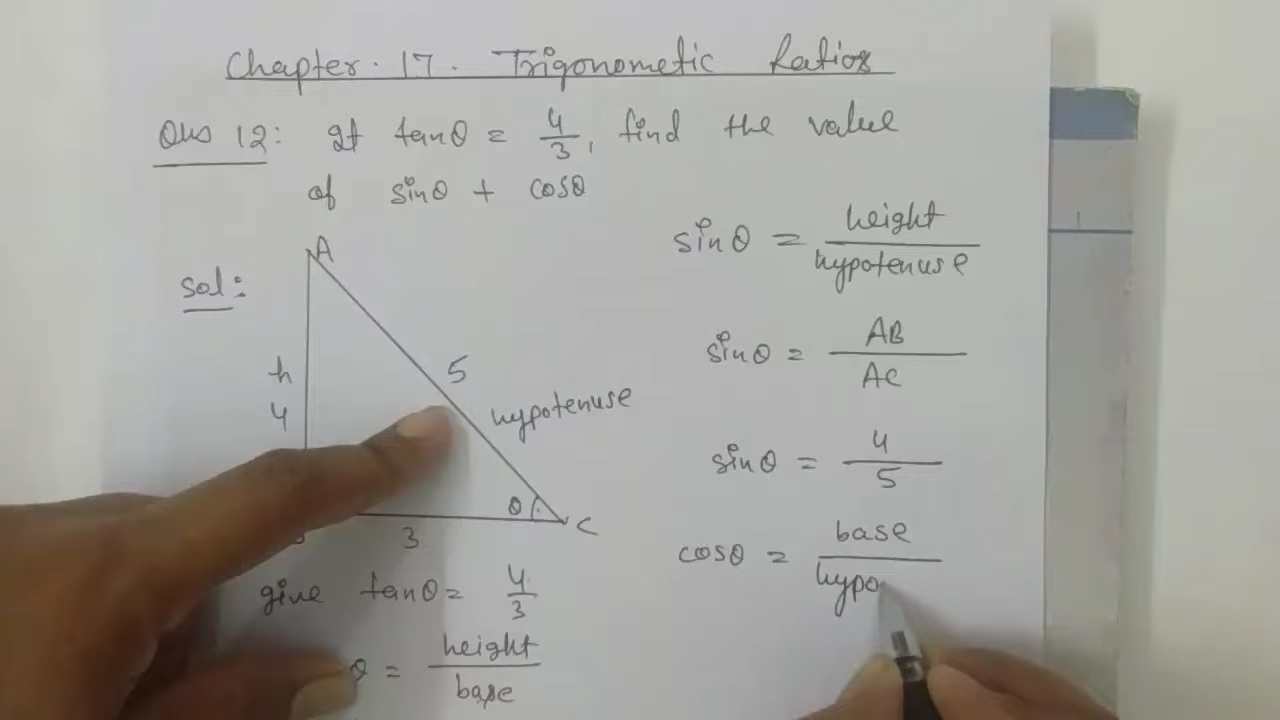 Chapter. 17. Trigonometic Ratios
Qus 12: If tanθ = 4/3, find the value
of sinθ + cosθ
Sol:
A
h
4
5
hypotenuse
θ
C
3
give tanθ = 4/3
θ = height/base
sinθ = height/hypotenuse
sinθ = AB/AC
sinθ = 4/5
cosθ = base/hypo